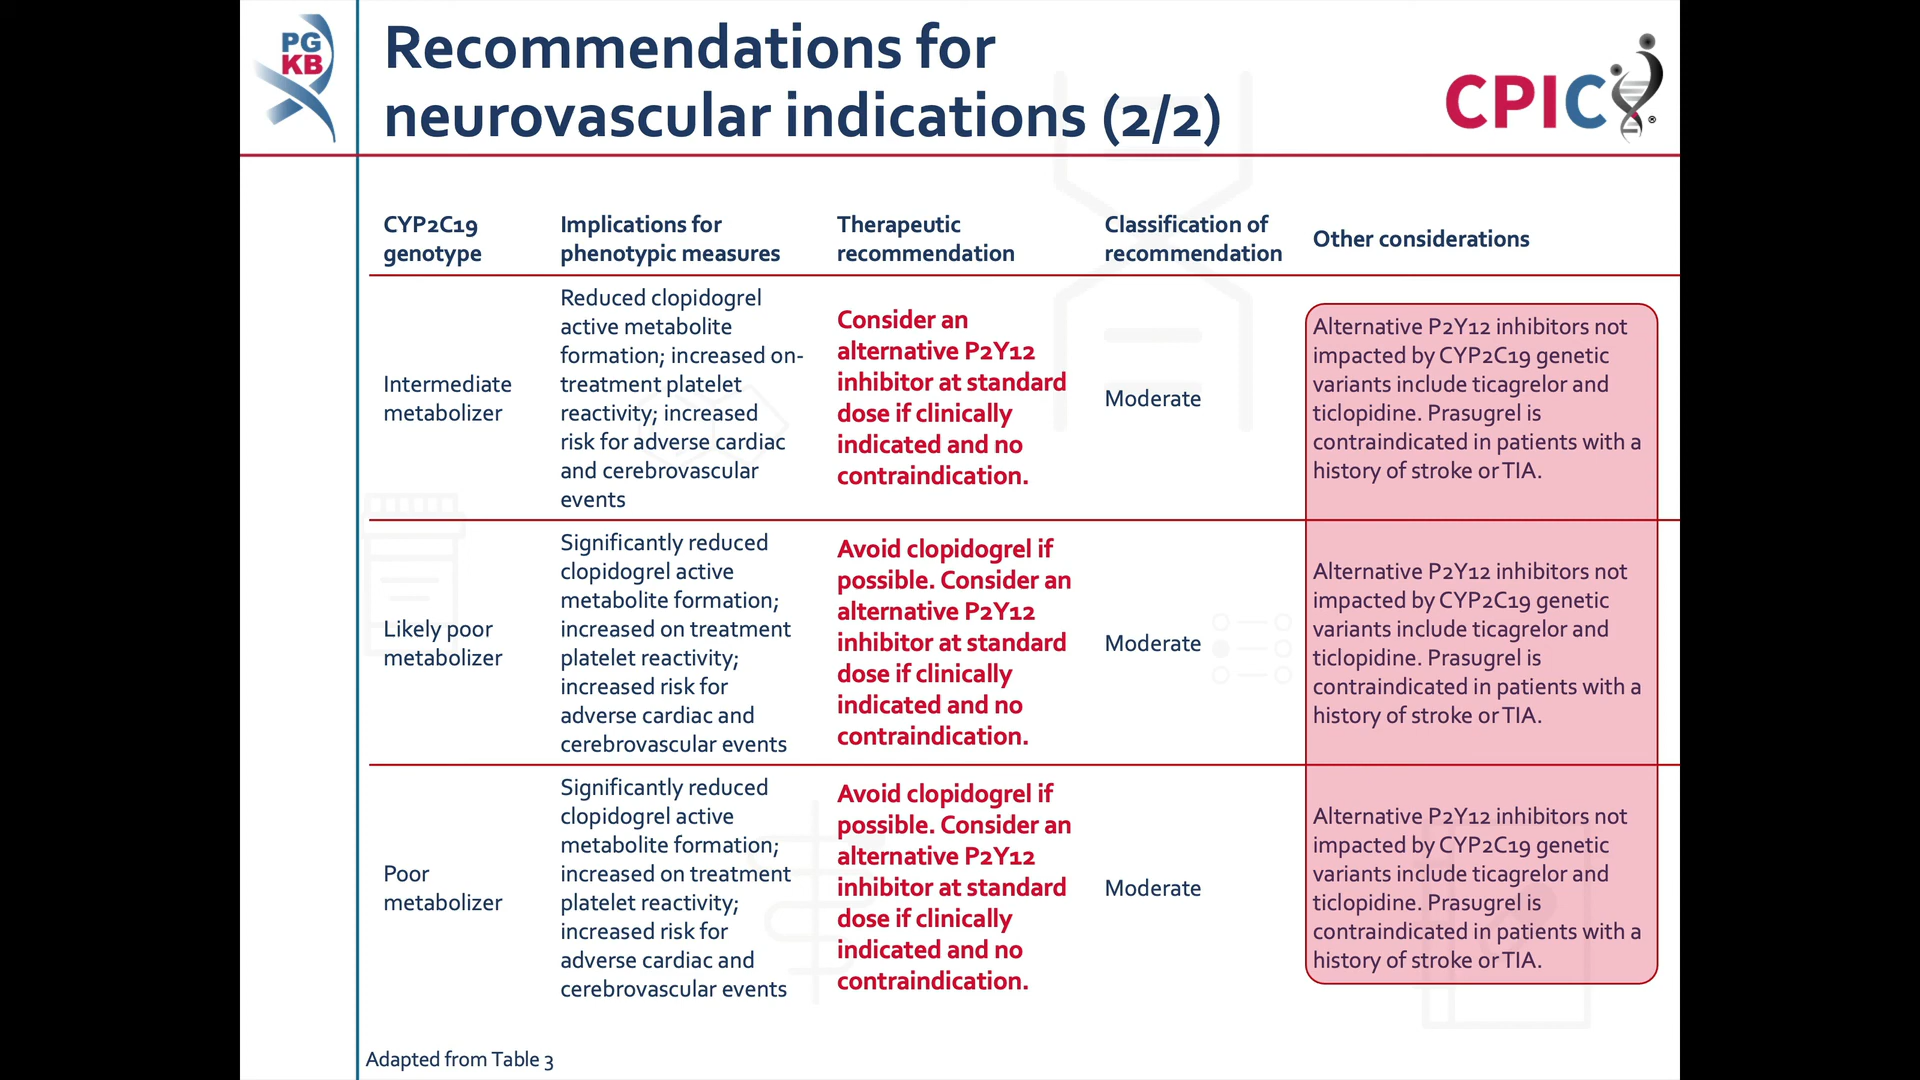 PG
KB
Recommendations for
neurovascular indications (2/2)
CPIC®
CYP2C19
genotype
Implications for
phenotypic measures
Therapeutic
recommendation
Classification of
recommendation
Other considerations
Intermediate
metabolizer
Reduced clopidogrel
active metabolite
formation; increased on-
treatment platelet
reactivity; increased
risk for adverse cardiac
and cerebrovascular
events
Consider an
alternative P2Y12
inhibitor at standard
dose if clinically
indicated and no
contraindication.
Moderate
Alternative P2Y12 inhibitors not
impacted by CYP2C19 genetic
variants include ticagrelor and
ticlopidine. Prasugrel is
contraindicated in patients with a
history of stroke or TIA.
Likely poor
metabolizer
Significantly reduced
clopidogrel active
metabolite formation;
increased on treatment
platelet reactivity;
increased risk for
adverse cardiac and
cerebrovascular events
Avoid clopidogrel if
possible. Consider an
alternative P2Y12
inhibitor at standard
dose if clinically
indicated and no
contraindication.
Moderate
Alternative P2Y12 inhibitors not
impacted by CYP2C19 genetic
variants include ticagrelor and
ticlopidine. Prasugrel is
contraindicated in patients with a
history of stroke or TIA.
Poor
metabolizer
Significantly reduced
clopidogrel active
metabolite formation;
increased on treatment
platelet reactivity;
increased risk for
adverse cardiac and
cerebrovascular events
Avoid clopidogrel if
possible. Consider an
alternative P2Y12
inhibitor at standard
dose if clinically
indicated and no
contraindication.
Moderate
Alternative P2Y12 inhibitors not
impacted by CYP2C19 genetic
variants include ticagrelor and
ticlopidine. Prasugrel is
contraindicated in patients with a
history of stroke or TIA.
Adapted from Table 3